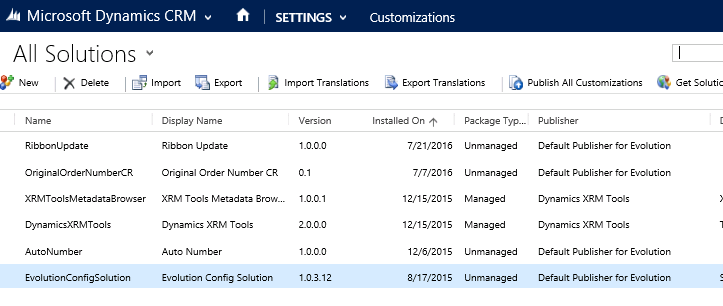 Microsoft Dynamics CRM SETTINGS Customizations
All Solutions
New Delete Import Export Import Translations Export Translations Publish All Customizations Get Solutio
Name Display Name Version Installed On Package Typ... Publisher D
RibbonUpdate Ribbon Update 1.0.0.0 7/21/2016 Unmanaged Default Publisher for Evolution
OriginalOrderNumberCR Original Order Number CR 0.1 7/7/2016 Unmanaged Default Publisher for Evolution
XRMToolsMetadataBrowser XRM Tools Metadata Brow... 1.0.0.1 12/15/2015 Managed Dynamics XRM Tools X
DynamicsXRMTools Dynamics XRM Tools 2.0.0.0 12/15/2015 Managed Dynamics XRM Tools T
AutoNumber Auto Number 1.0.0.0 12/6/2015 Unmanaged Default Publisher for Evolution
EvolutionConfigSolution Evolution Config Solution 1.0.3.12 8/17/2015 Unmanaged Default Publisher for Evolution S